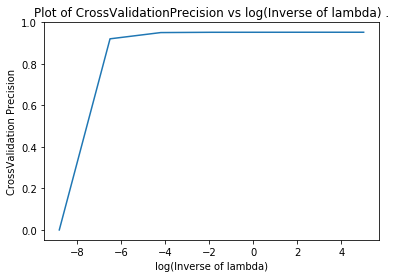 Plot of CrossValidationPrecision vs log(Inverse of lambda) .
1.0
0.8
0.6
0.4
0.2
0.0
CrossValidation Precision
−8 −6 −4 −2 0 2 4
log(Inverse of lambda)